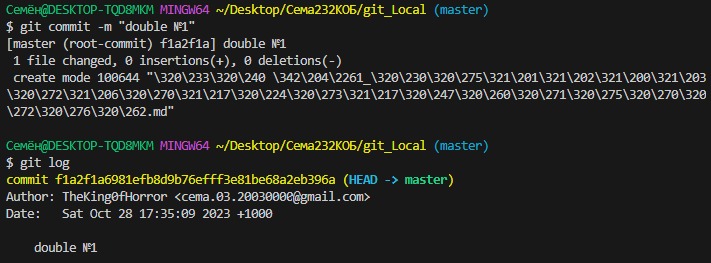 Семён@DESKTOP-TQD8MKM MINGW64 ~/Desktop/Сема232КОБ/git_Local (master)
$ git commit -m "double №1"
[master (root-commit) f1a2f1a] double №1
 1 file changed, 0 insertions(+), 0 deletions(-)
 create mode 100644 "\320\233\320\240 \342\204\2261_\320\230\320\275\321\201\321\202\321\200\321\203
\320\272\321\206\320\270\321\217\320\224\320\273\321\217\320\247\320\260\320\271\320\275\320\270\320
\272\320\276\320\262.md"
Семён@DESKTOP-TQD8MKM MINGW64 ~/Desktop/Сема232КОБ/git_Local (master)
$ git log
commit f1a2f1a6981efb8d9b76efff3e81be68a2eb396a (HEAD -> master)
Author: TheKing0fHorror <cema.03.20030000@gmail.com>
Date:   Sat Oct 28 17:35:09 2023 +1000
    double №1